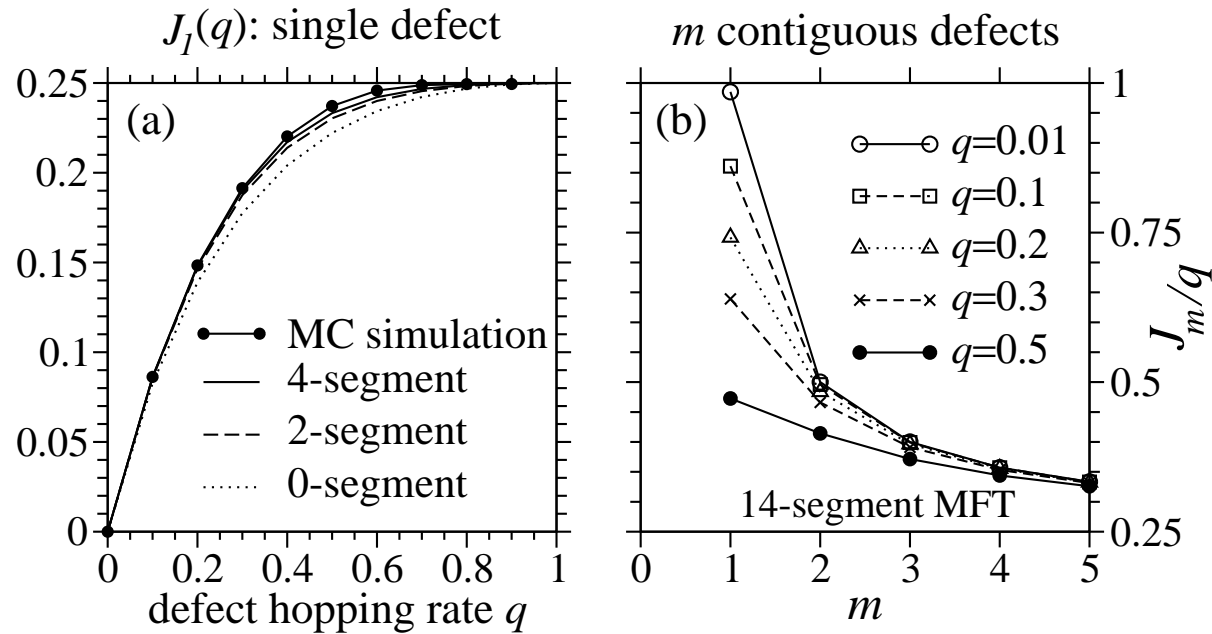 J1(q): single defect
(a)
0.25
0.2
0.15
0.1
0.05
0
MC simulation
4-segment
2-segment
0-segment
0 0.2 0.4 0.6 0.8 1
defect hopping rate q
m contiguous defects
(b)
q=0.01
q=0.1
q=0.2
q=0.3
q=0.5
14-segment MFT
1
0.75
0.5
0.25
Jm/q
0 1 2 3 4 5
m